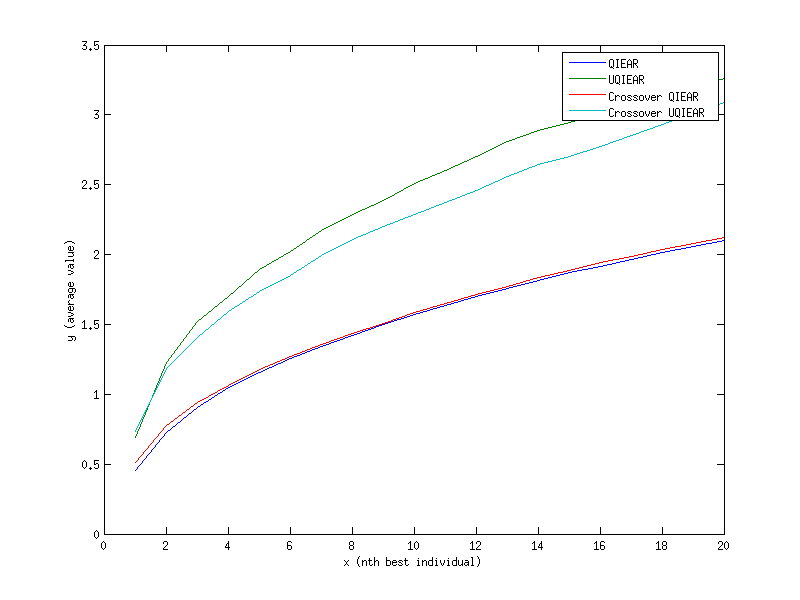 3.5
3
2.5
2
1.5
1
0.5
0
0 2 4 6 8 10 12 14 16 18 20
y (average value)
x (nth best individual)
QIEAR
UQIEAR
Crossover QIEAR
Crossover UQIEAR